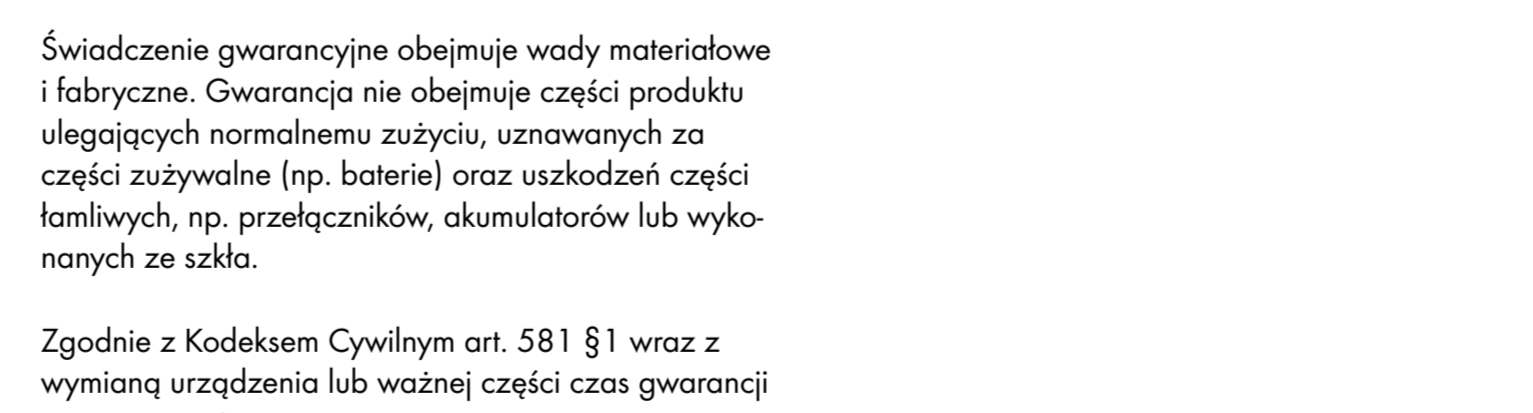 Świadczenie gwarancyjne obejmuje wady materiałowe
i fabryczne. Gwarancja nie obejmuje części produktu
ulegających normalnemu zużyciu, uznawanych za
części zużywalne (np. baterie) oraz uszkodzeń części
łamliwych, np. przełączników, akumulatorów lub wyko-
nanych ze szkła.

Zgodnie z Kodeksem Cywilnym art. 581 §1 wraz z
wymianą urządzenia lub ważnej części czas gwarancji